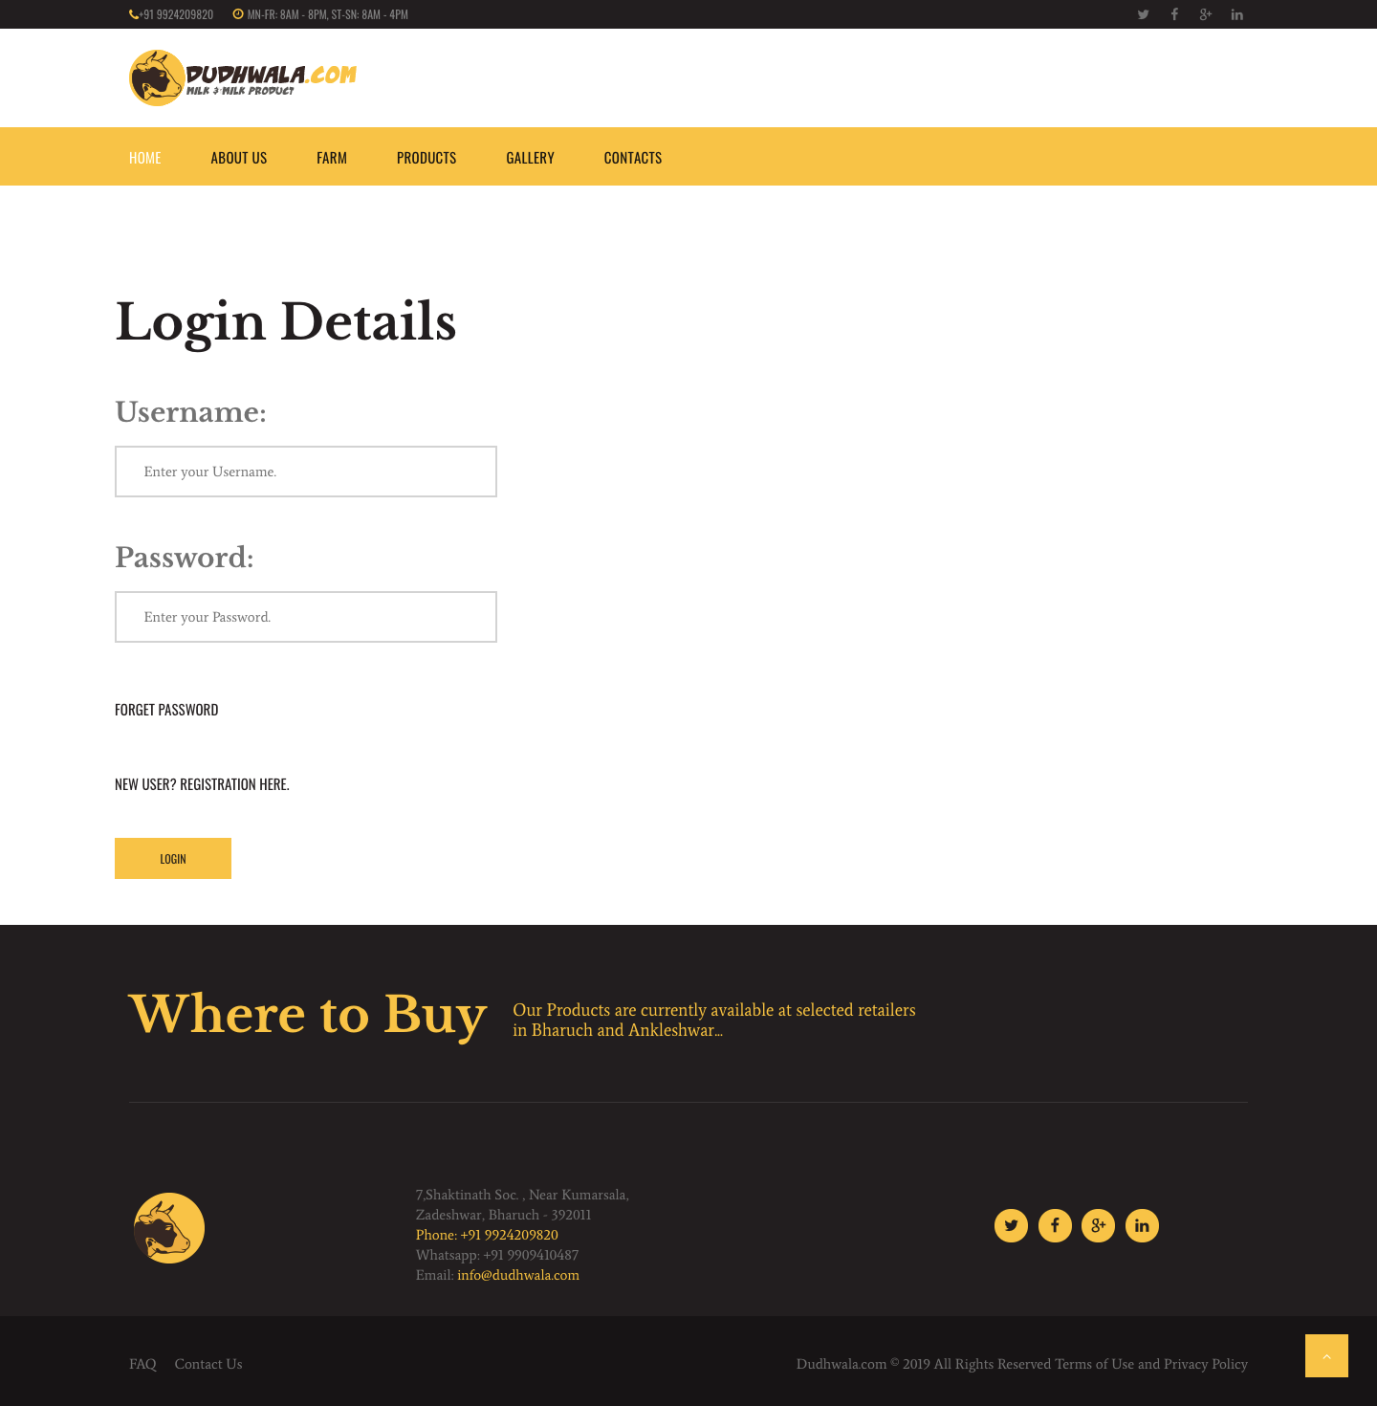 +91 9924209820 MN-FR: 8AM - 8PM, ST-SN: 8AM - 4PM
DUDHWALA.COM
MILK & MILK PRODUCT
HOME ABOUT US FARM PRODUCTS GALLERY CONTACTS
Login Details
Username:
Enter your Username.
Password:
Enter your Password.
FORGET PASSWORD
NEW USER? REGISTRATION HERE.
LOGIN
Where to Buy
Our Products are currently available at selected retailers
in Bharuch and Ankleshwar...
7,Shaktinath Soc. , Near Kumarsala,
Zadeshwar, Bharuch - 392011
Phone: +91 9924209820
Whatsapp: +91 9909410487
Email: info@dudhwala.com
FAQ Contact Us
Dudhwala.com © 2019 All Rights Reserved Terms of Use and Privacy Policy